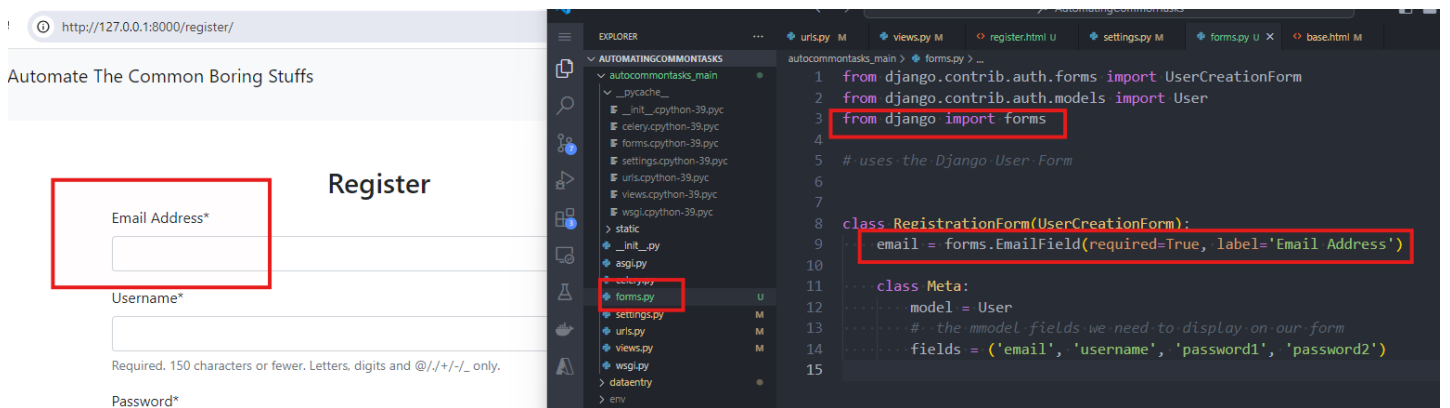 http://127.0.0.1:8000/register/
Automate The Common Boring Stuffs
Register
Email Address*
Username*
Required. 150 characters or fewer. Letters, digits and @/./+/-/_ only.
Password*
AutomatingCommonTasks
EXPLORER
AUTOMATINGCOMMONTASKS
autocommontasks_main
__pycache__
__init__.cpython-39.pyc
celery.cpython-39.pyc
forms.cpython-39.pyc
settings.cpython-39.pyc
urls.cpython-39.pyc
views.cpython-39.pyc
wsgi.cpython-39.pyc
static
__init__.py
asgi.py
celery.py
forms.py U
settings.py M
urls.py M
views.py M
wsgi.py
dataentry
env
7
3
urls.py M views.py M register.html U settings.py M forms.py U base.html M
autocommontasks_main > forms.py > ...
1 from django.contrib.auth.forms import UserCreationForm
2 from django.contrib.auth.models import User
3 from django import forms
4
5 # uses the Django User Form
6
7
8 class RegistrationForm(UserCreationForm):
9 email = forms.EmailField(required=True, label='Email Address')
10
11 class Meta:
12 model = User
13 # the mmodel fields we need to display on our form
14 fields = ('email', 'username', 'password1', 'password2')
15